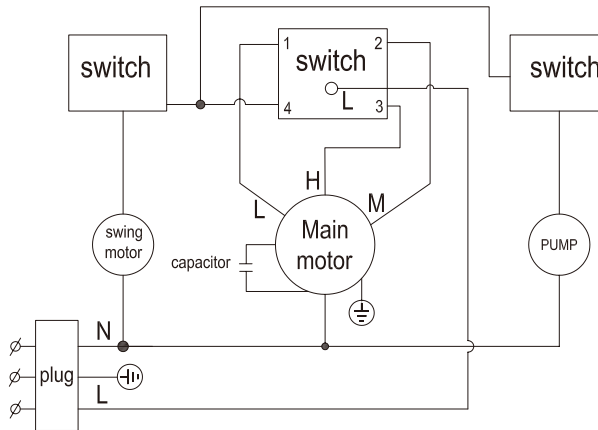 switch
1
2
switch
L
4
3
switch
H
L
M
swing
motor
Main
motor
PUMP
capacitor
N
plug
L